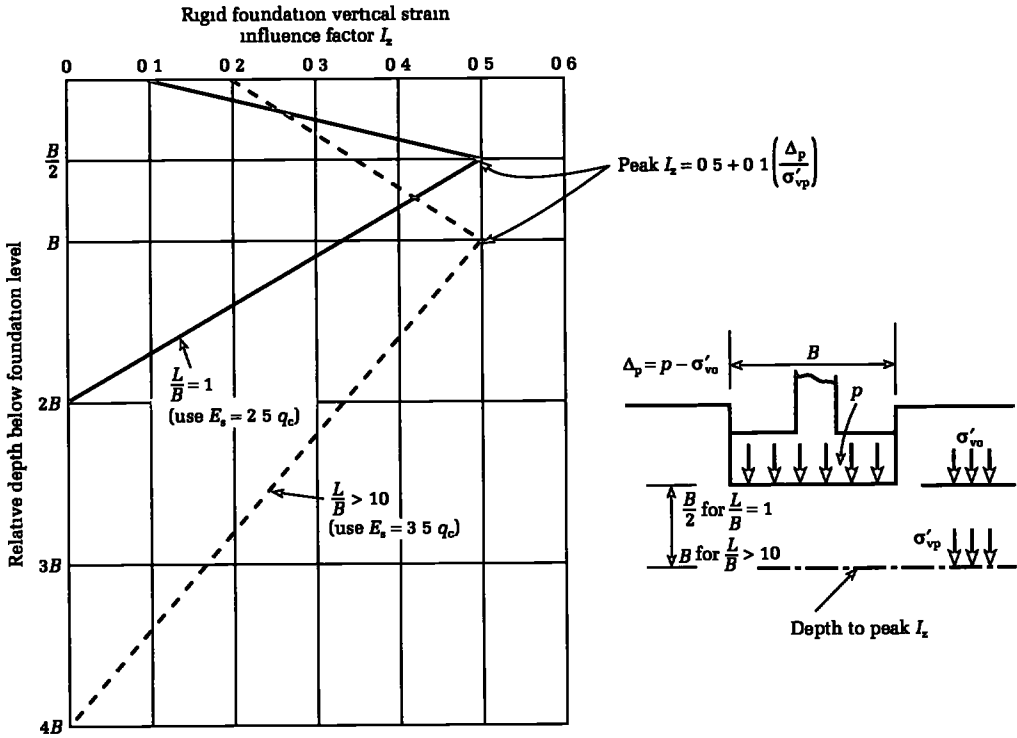 Rigid foundation vertical strain
influence factor I_z
0 0 1 0 2 0 3 0 4 0 5 0 6
B/2
B
2B
3B
4B
Relative depth below foundation level
L/B = 1
(use E_s = 2 5 q_c)
L/B > 10
(use E_s = 3 5 q_c)
Peak I_z = 0 5 + 0 1 (Δ_p/σ′_vp)
Δ_p = p − σ′_vo
B
p
σ′_vo
B/2 for L/B = 1
B for L/B > 10
σ′_vp
Depth to peak I_z